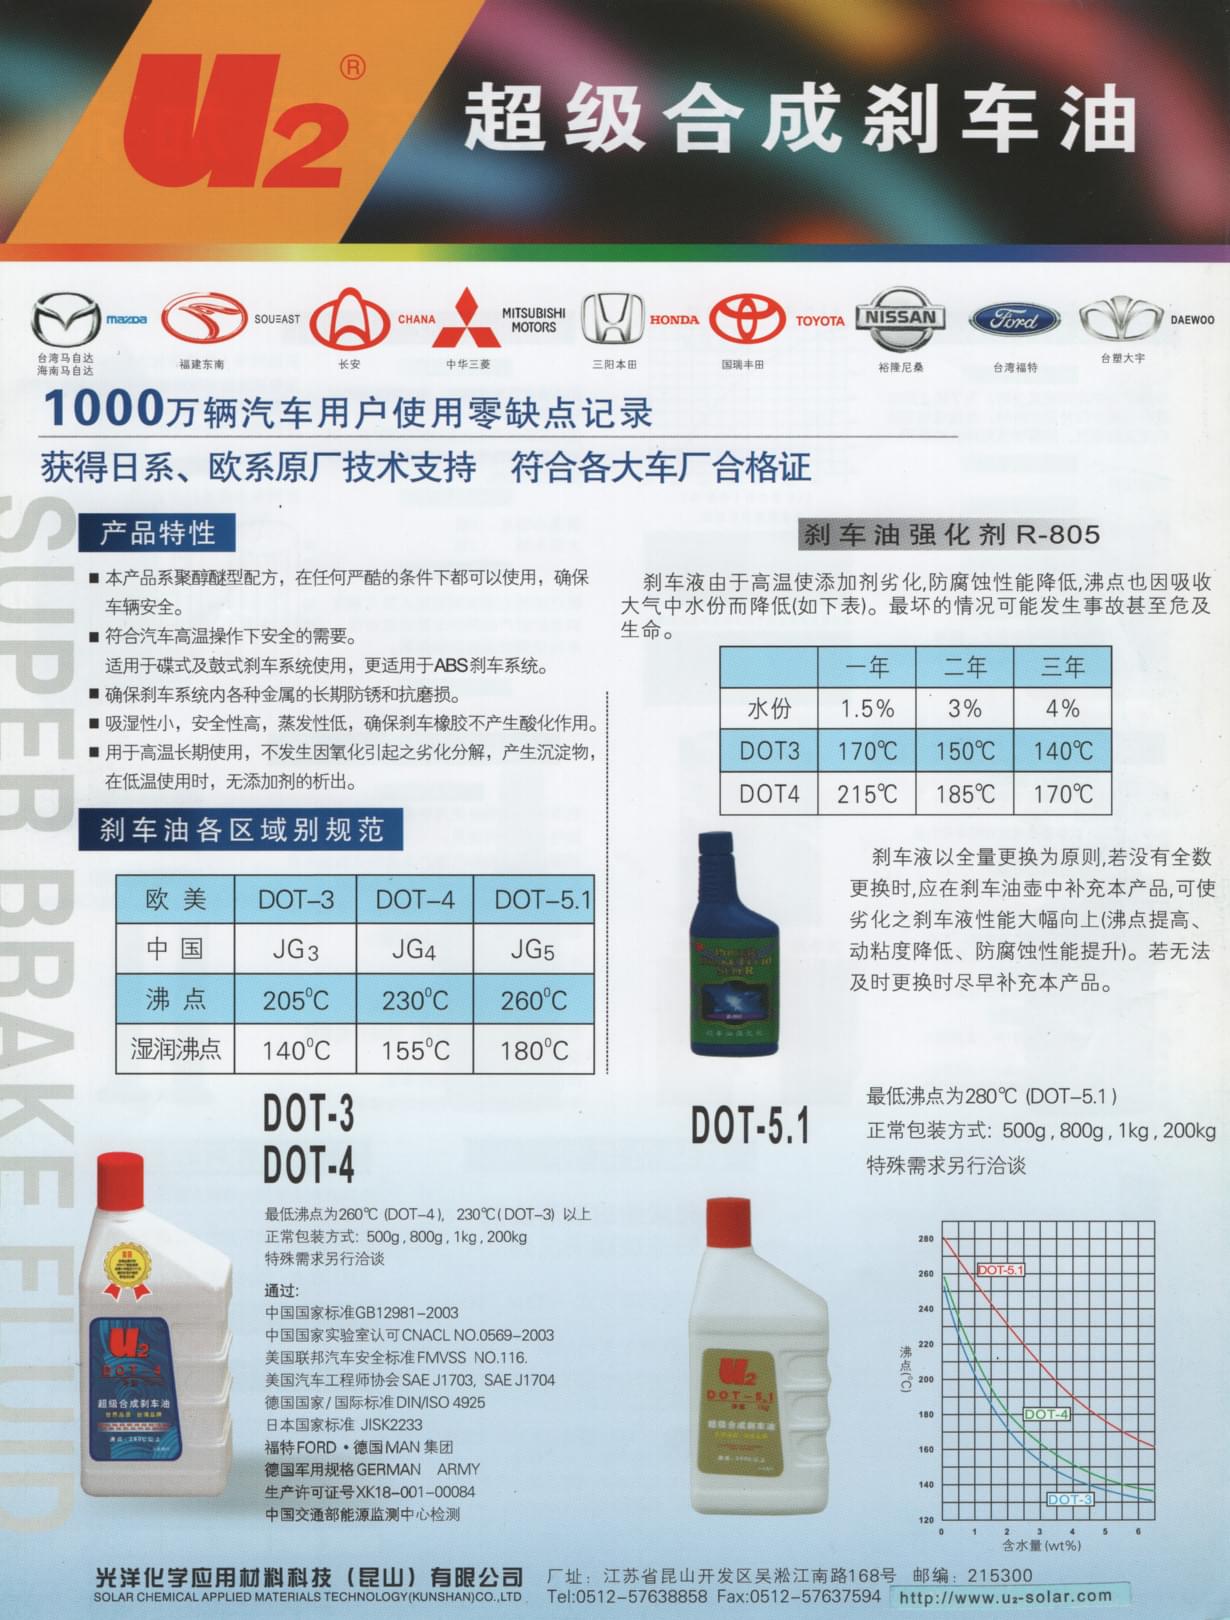 U2®
超级合成刹车油
mazda
SOUEAST
CHANA
MITSUBISHI
MOTORS
HONDA
TOYOTA
NISSAN
Ford
DAEWOO
台湾马自达
海南马自达
福建东南
长安
中华三菱
三阳本田
国瑞丰田
裕隆尼桑
台湾福特
台塑大宇
1000万辆汽车用户使用零缺点记录
获得日系、欧系原厂技术支持 符合各大车厂合格证
SUPER BRAKE FLUID
产品特性
■ 本产品系聚醇醚型配方，在任何严酷的条件下都可以使用，确保
车辆安全。
■ 符合汽车高温操作下安全的需要。
适用于碟式及鼓式刹车系统使用，更适用于ABS刹车系统。
■ 确保刹车系统内各种金属的长期防锈和抗磨损。
■ 吸湿性小，安全性高，蒸发性低，确保刹车橡胶不产生酸化作用。
■ 用于高温长期使用，不发生因氧化引起之劣化分解，产生沉淀物，
在低温使用时，无添加剂的析出。
刹车油各区域别规范
欧美 DOT-3 DOT-4 DOT-5.1
中国 JG3 JG4 JG5
沸点 205⁰C 230⁰C 260⁰C
湿润沸点 140⁰C 155⁰C 180⁰C
DOT-3
DOT-4
最低沸点为260℃ (DOT-4)，230℃(DOT-3) 以上
正常包装方式: 500g, 800g, 1kg, 200kg
特殊需求另行洽谈
通过:
中国国家标准GB12981-2003
中国国家实验室认可CNACL NO.0569-2003
美国联邦汽车安全标准FMVSS NO.116.
美国汽车工程师协会SAE J1703, SAE J1704
德国国家/国际标准DIN/ISO 4925
日本国家标准 JISK2233
福特FORD·德国MAN集团
德国军用规格GERMAN ARMY
生产许可证号XK18-001-00084
中国交通部能源监测中心检测
U2
DOT-4
超级合成刹车油
刹车油强化剂 R-805
刹车液由于高温使添加剂劣化,防腐蚀性能降低,沸点也因吸收
大气中水份而降低(如下表)。最坏的情况可能发生事故甚至危及
生命。
一年 二年 三年
水份 1.5% 3% 4%
DOT3 170℃ 150℃ 140℃
DOT4 215℃ 185℃ 170℃
刹车液以全量更换为原则,若没有全数
更换时,应在刹车油壶中补充本产品,可使
劣化之刹车液性能大幅向上(沸点提高、
动粘度降低、防腐蚀性能提升)。若无法
及时更换时尽早补充本产品。
DOT-5.1
最低沸点为280℃ (DOT-5.1)
正常包装方式: 500g, 800g, 1kg, 200kg
特殊需求另行洽谈
U2
DOT-5.1
超级合成刹车油
沸点(℃)
280
260
240
220
200
180
160
140
120
DOT-5.1
DOT-4
DOT-3
0 1 2 3 4 5 6
含水量(wt%)
光洋化学应用材料科技（昆山）有限公司
SOLAR CHEMICAL APPLIED MATERIALS TECHNOLOGY(KUNSHAN)CO.,LTD
厂址：江苏省昆山开发区吴淞江南路168号 邮编：215300
Tel:0512-57638858 Fax:0512-57637594 http://www.u2-solar.com